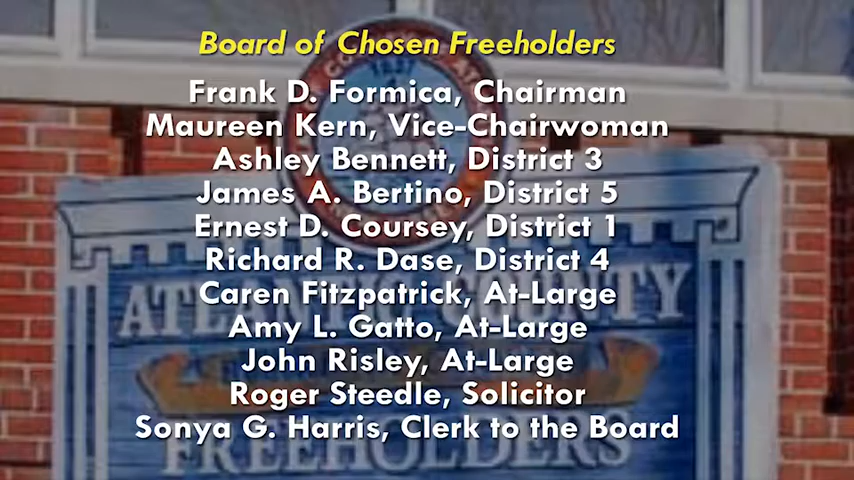 Board of Chosen Freeholders
Frank D. Formica, Chairman
Maureen Kern, Vice-Chairwoman
Ashley Bennett, District 3
James A. Bertino, District 5
Ernest D. Coursey, District 1
Richard R. Dase, District 4
Caren Fitzpatrick, At-Large
Amy L. Gatto, At-Large
John Risley, At-Large
Roger Steedle, Solicitor
Sonya G. Harris, Clerk to the Board
ATLANTIC COUNTY
FREEHOLDERS